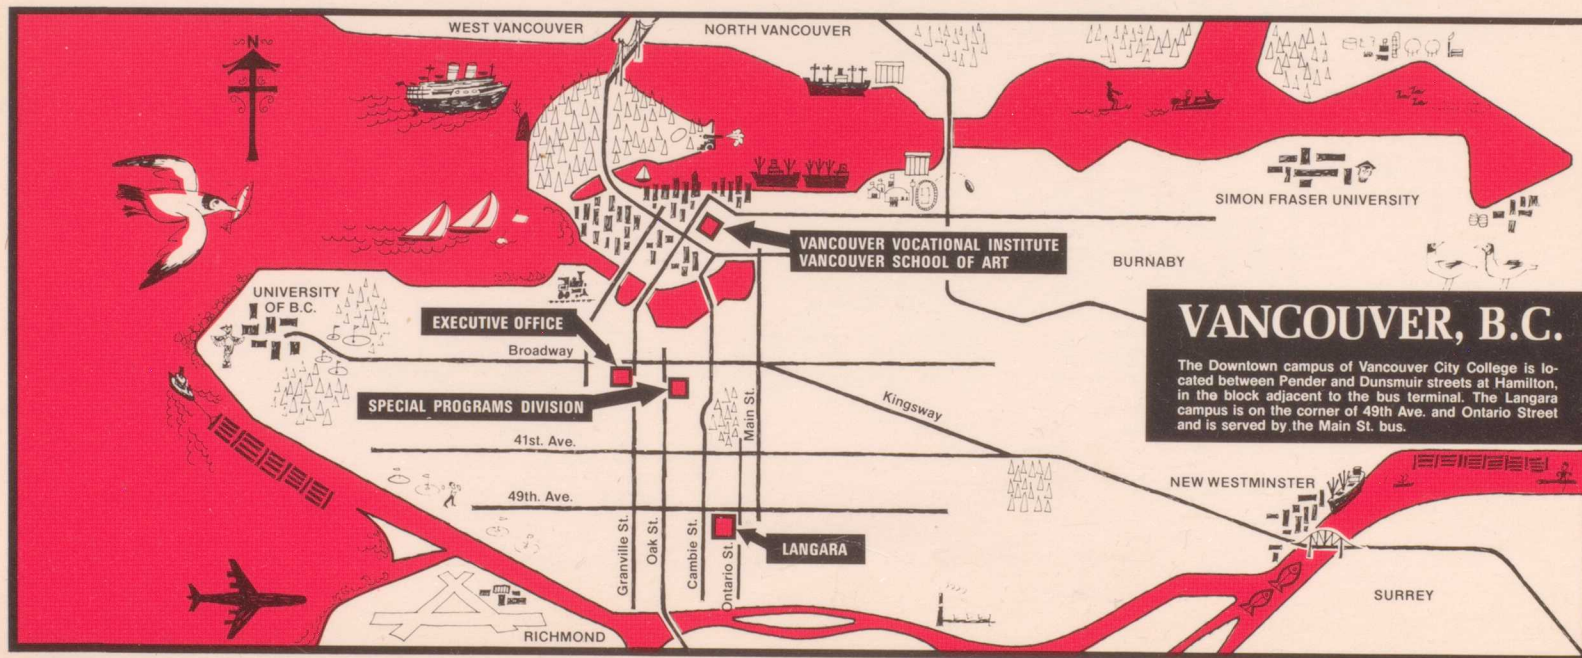 WEST VANCOUVER
NORTH VANCOUVER
N
SIMON FRASER UNIVERSITY
VANCOUVER VOCATIONAL INSTITUTE
VANCOUVER SCHOOL OF ART
BURNABY
UNIVERSITY
OF B.C.
EXECUTIVE OFFICE
Broadway
SPECIAL PROGRAMS DIVISION
VANCOUVER, B.C.
The Downtown campus of Vancouver City College is lo-
cated between Pender and Dunsmuir streets at Hamilton,
in the block adjacent to the bus terminal. The Langara
campus is on the corner of 49th Ave. and Ontario Street
and is served by the Main St. bus.
Kingsway
Main St.
41st. Ave.
49th. Ave.
NEW WESTMINSTER
Granville St.
Oak St.
Cambie St.
Ontario St.
LANGARA
SURREY
RICHMOND